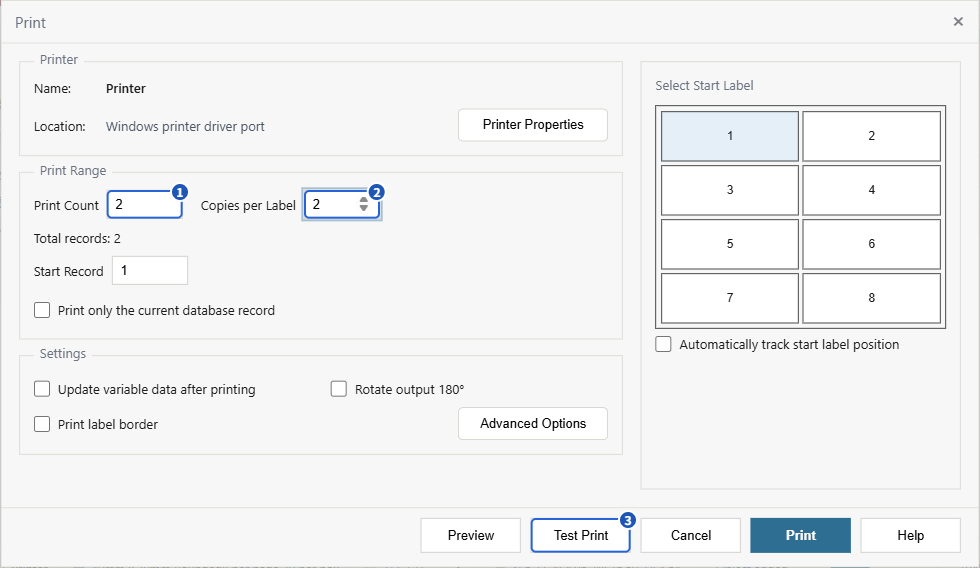 Print
Printer
Name: Printer
Location: Windows printer driver port
Printer Properties
Print Range
Print Count 2 1 Copies per Label 2 2
Total records: 2
Start Record 1
Print only the current database record
Settings
Update variable data after printing
Rotate output 180°
Print label border
Advanced Options
Select Start Label
1 2
3 4
5 6
7 8
Automatically track start label position
Preview
Test Print 3
Cancel
Print
Help